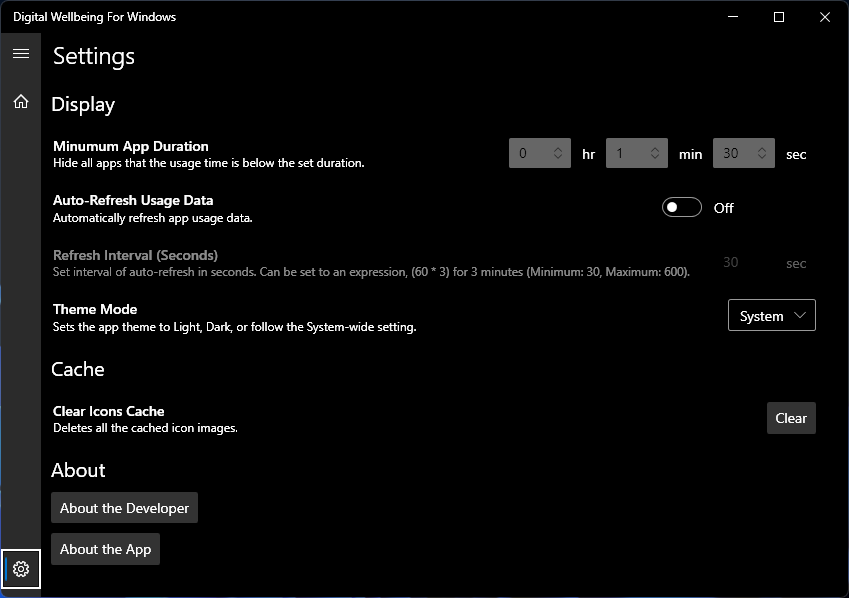 Digital Wellbeing For Windows
Settings
Display
Minumum App Duration
Hide all apps that the usage time is below the set duration.
0 hr 1 min 30 sec
Auto-Refresh Usage Data
Automatically refresh app usage data.
Off
Refresh Interval (Seconds)
Set interval of auto-refresh in seconds. Can be set to an expression, (60 * 3) for 3 minutes (Minimum: 30, Maximum: 600).
30 sec
Theme Mode
Sets the app theme to Light, Dark, or follow the System-wide setting.
System
Cache
Clear Icons Cache
Deletes all the cached icon images.
Clear
About
About the Developer
About the App